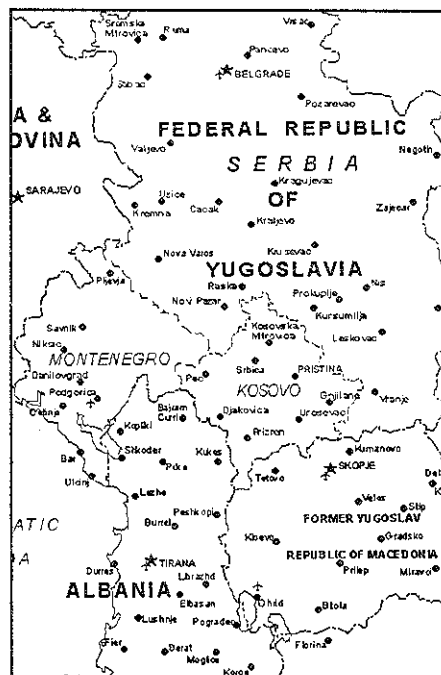 Sremska
Mitrovica
Ruma
Vrsac
Pancevo
BELGRADE
Sabac
Pozarevac
A &
OVINA
FEDERAL REPUBLIC
Valjevo
Negotin
SERBIA
SARAJEVO
Kragujevac
Uzice
OF
Kremna
Cacak
Zajecar
Kraljevo
Nova Varos
Krusevac
YUGOSLAVIA
Pljevlja
Raska
Nis
Prokuplje
Novi Pazar
Kursumlija
Savnik
Kosovska
Mitrovica
Leskovac
Niksic
MONTENEGRO
Srbica
PRISTINA
Danilovgrad
Pec
KOSOVO
Podgorica
Gnjilane
Vranje
Cetinje
Bajram
Curri
Djakovica
Urosevac
Koplik
Prizren
Bar
Shkoder
Kukes
Kumanovo
Puka
SKOPJE
Ulcinj
Tetovo
Lezhe
Veles
Stip
Peshkopi
FORMER YUGOSLAV
ATIC
Burrel
Gradsko
A
Kicevo
REPUBLIC OF MACEDONIA
Durres
TIRANA
Prilep
Miravci
ALBANIA
Librazhd
Elbasan
Ohrid
Bitola
Lushnje
Pogradec
Florina
Fier
Berat
Moglice